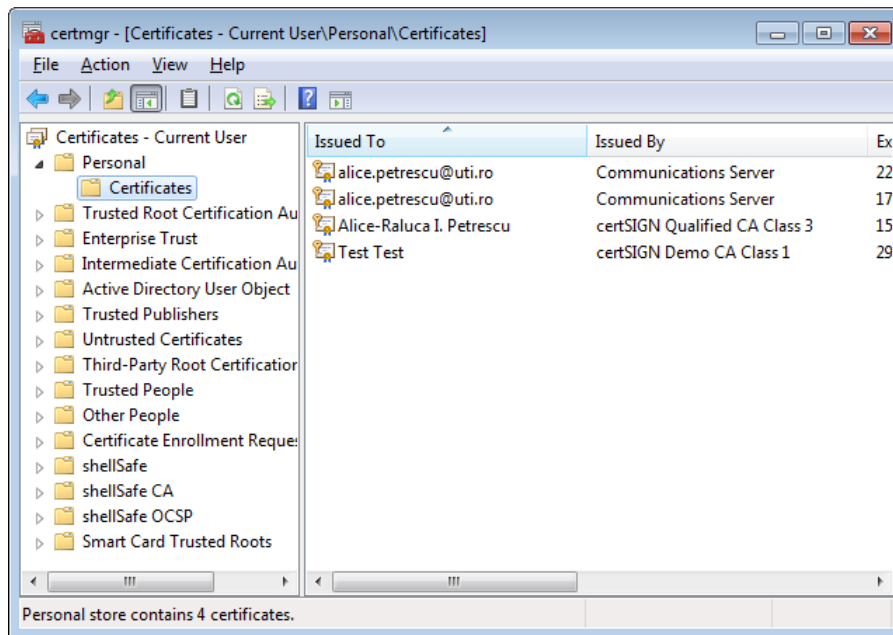 certmgr - [Certificates - Current User\Personal\Certificates]
File Action View Help
Certificates - Current User
Personal
Certificates
Trusted Root Certification Au
Enterprise Trust
Intermediate Certification Au
Active Directory User Object
Trusted Publishers
Untrusted Certificates
Third-Party Root Certification
Trusted People
Other People
Certificate Enrollment Reques
shellSafe
shellSafe CA
shellSafe OCSP
Smart Card Trusted Roots
Issued To Issued By Ex
alice.petrescu@uti.ro Communications Server 22
alice.petrescu@uti.ro Communications Server 17
Alice-Raluca I. Petrescu certSIGN Qualified CA Class 3 15
Test Test certSIGN Demo CA Class 1 29
Personal store contains 4 certificates.